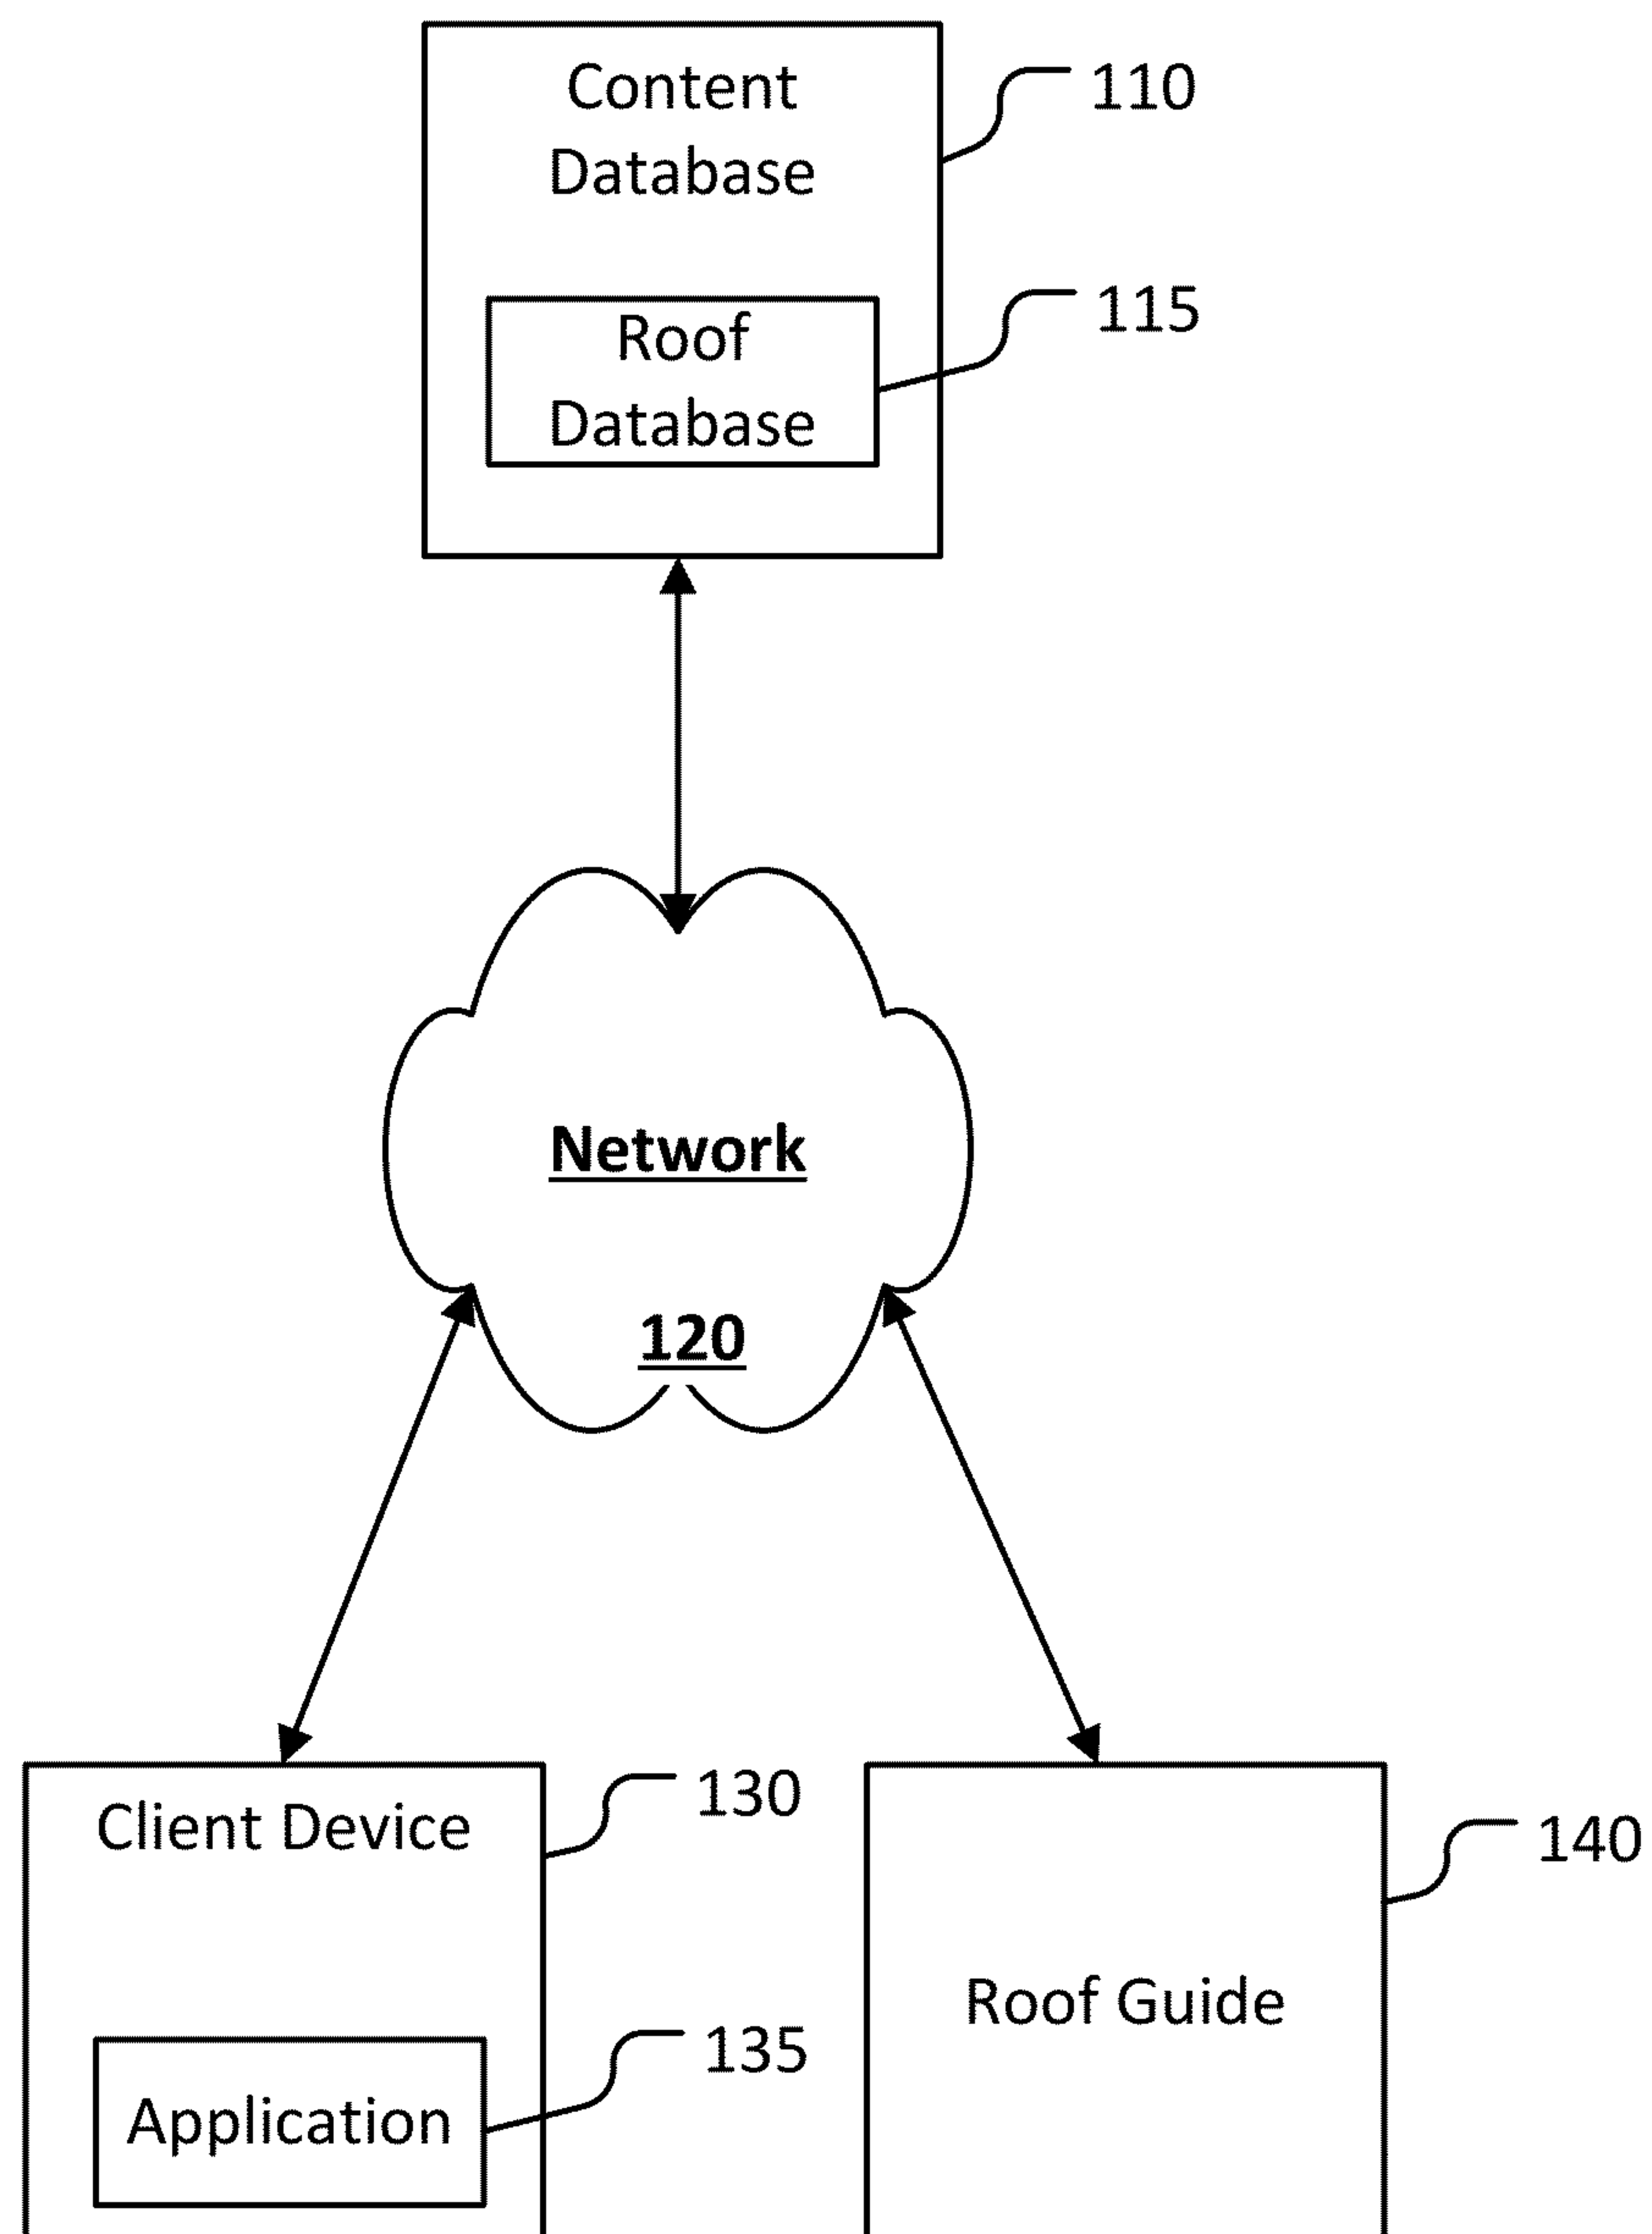 Content
Database
110
Roof
Database
115
Network
120
Client Device
130
Application
135
Roof Guide
140